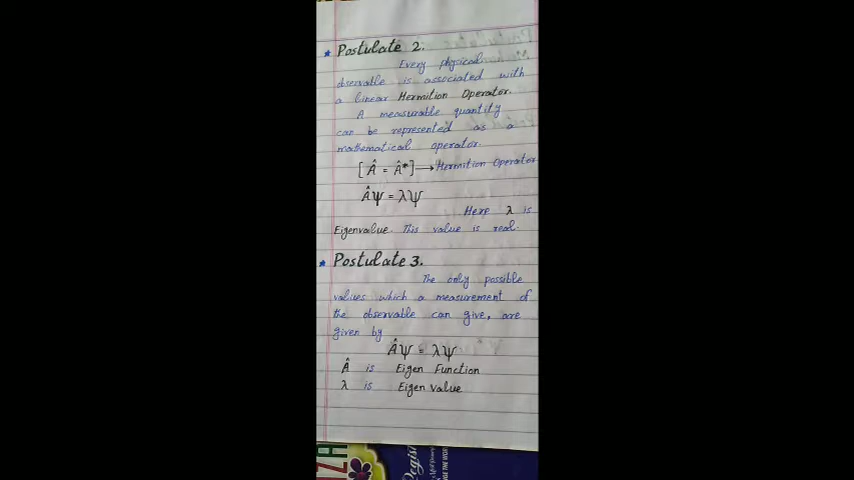 ★ Postulate 2.
Every physical
observable is associated with
a linear Hermition Operator.
A measurable quantity
can be represented as a
mathematical operator.
[Â = Â*] → Hermition Operator
Âψ = λψ
Here λ is
Eigenvalue. This value is real.
★ Postulate 3.
The only possible
values which a measurement of
the observable can give, are
given by
Âψ = λψ
Â is Eigen Function
λ is Eigen value